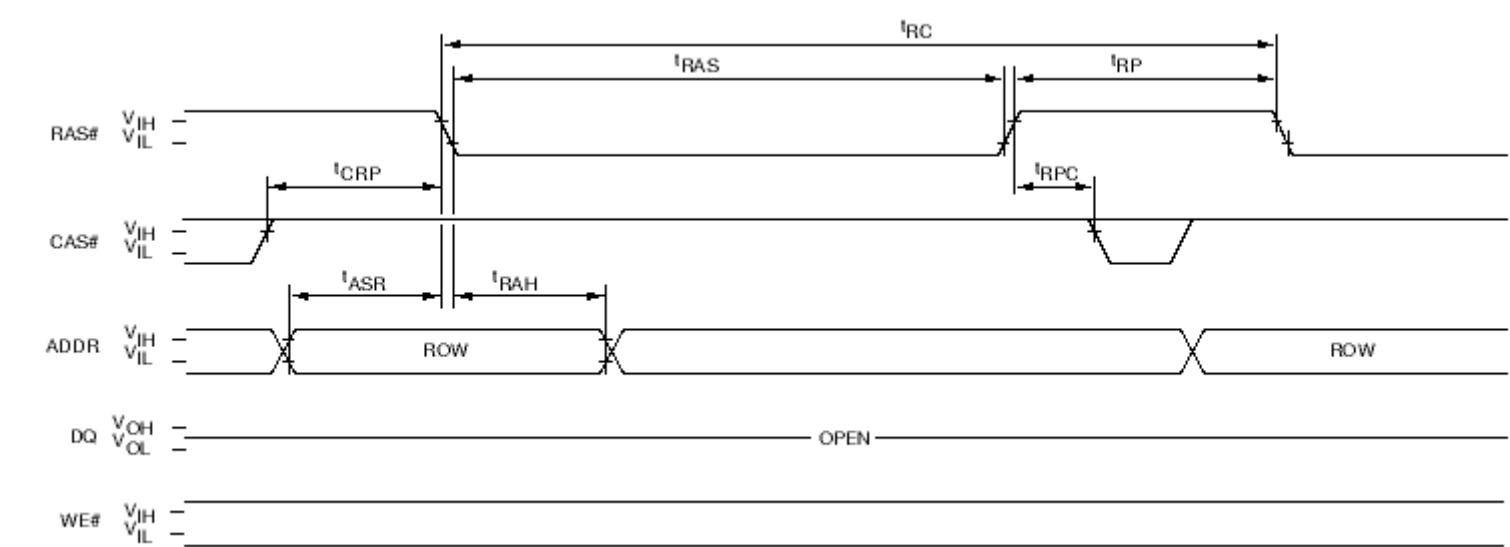 tRC
tRAS tRP
RAS# VIH VIL
tCRP tRPC
CAS# VIH VIL
tASR tRAH
ADDR VIH VIL ROW ROW
DQ VOH VOL OPEN
WE# VIH VIL